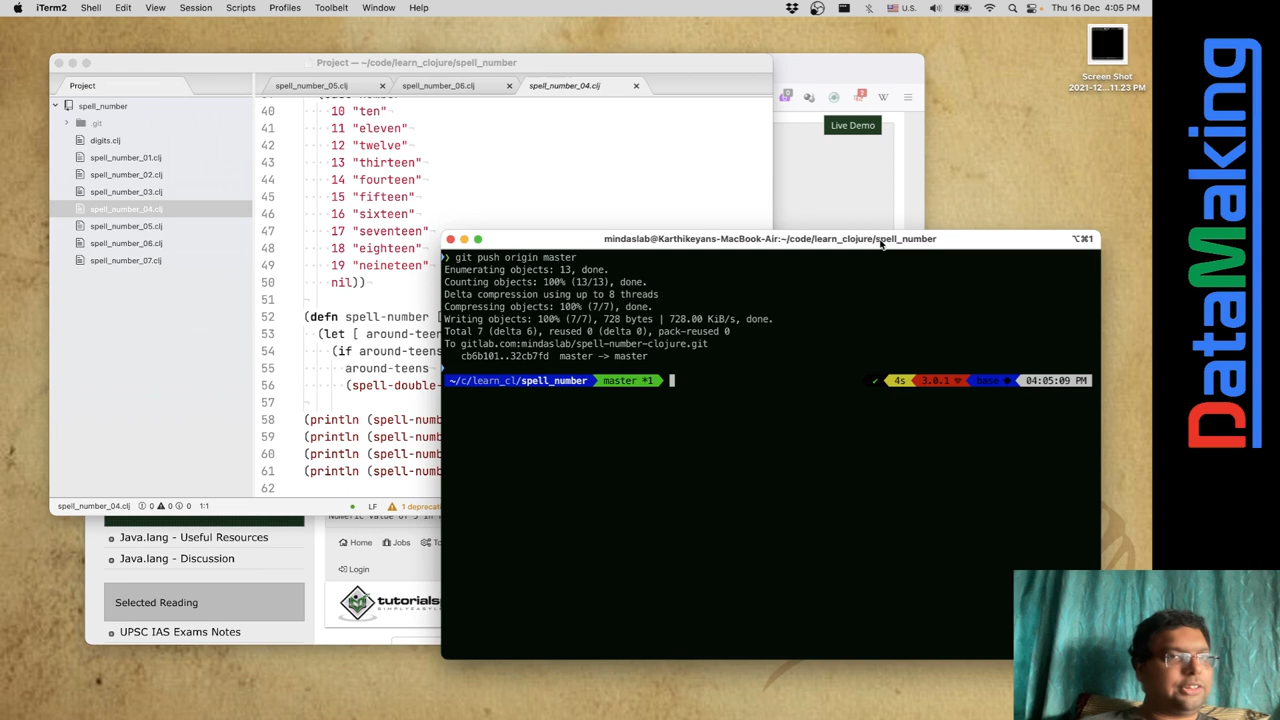 iTerm2 Shell Edit View Session Scripts Profiles Toolbelt Window Help U.S. Thu 16 Dec 4:05 PM
Screen Shot
2021-12...11.23 PM
DataMaking
Project — ~/code/learn_clojure/spell_number
Project
spell_number_05.clj
spell_number_06.clj
spell_number_04.clj
spell_number
.git
digits.clj
spell_number_01.clj
spell_number_02.clj
spell_number_03.clj
spell_number_04.clj
spell_number_05.clj
spell_number_06.clj
spell_number_07.clj
40 10 "ten"
41 11 "eleven"
42 12 "twelve"
43 13 "thirteen"
44 14 "fourteen"
45 15 "fifteen"
46 16 "sixteen"
47 17 "seventeen"
48 18 "eighteen"
49 19 "neineteen"
50 nil))
51
52 (defn spell-number [
53 (let [ around-teens
54 (if around-teens
55 around-teens
56 (spell-double-
57
58 (println (spell-numb
59 (println (spell-numb
60 (println (spell-numb
61 (println (spell-numb
62
spell_number_04.clj 0 0 0 1:1 LF 1 deprecat
Live Demo
mindaslab@Karthikeyans-MacBook-Air:~/code/learn_clojure/spell_number ⌥⌘1
❯ git push origin master
Enumerating objects: 13, done.
Counting objects: 100% (13/13), done.
Delta compression using up to 8 threads
Compressing objects: 100% (7/7), done.
Writing objects: 100% (7/7), 728 bytes | 728.00 KiB/s, done.
Total 7 (delta 6), reused 0 (delta 0), pack-reused 0
To gitlab.com:mindaslab/spell-number-clojure.git
cb6b101..32cb7fd master -> master
~/c/learn_cl/spell_number master *1 ✔ 4s 3.0.1 base 04:05:09 PM
Java.lang - Useful Resources
Java.lang - Discussion
Selected Reading
UPSC IAS Exams Notes
Home Jobs
Login
tutorials